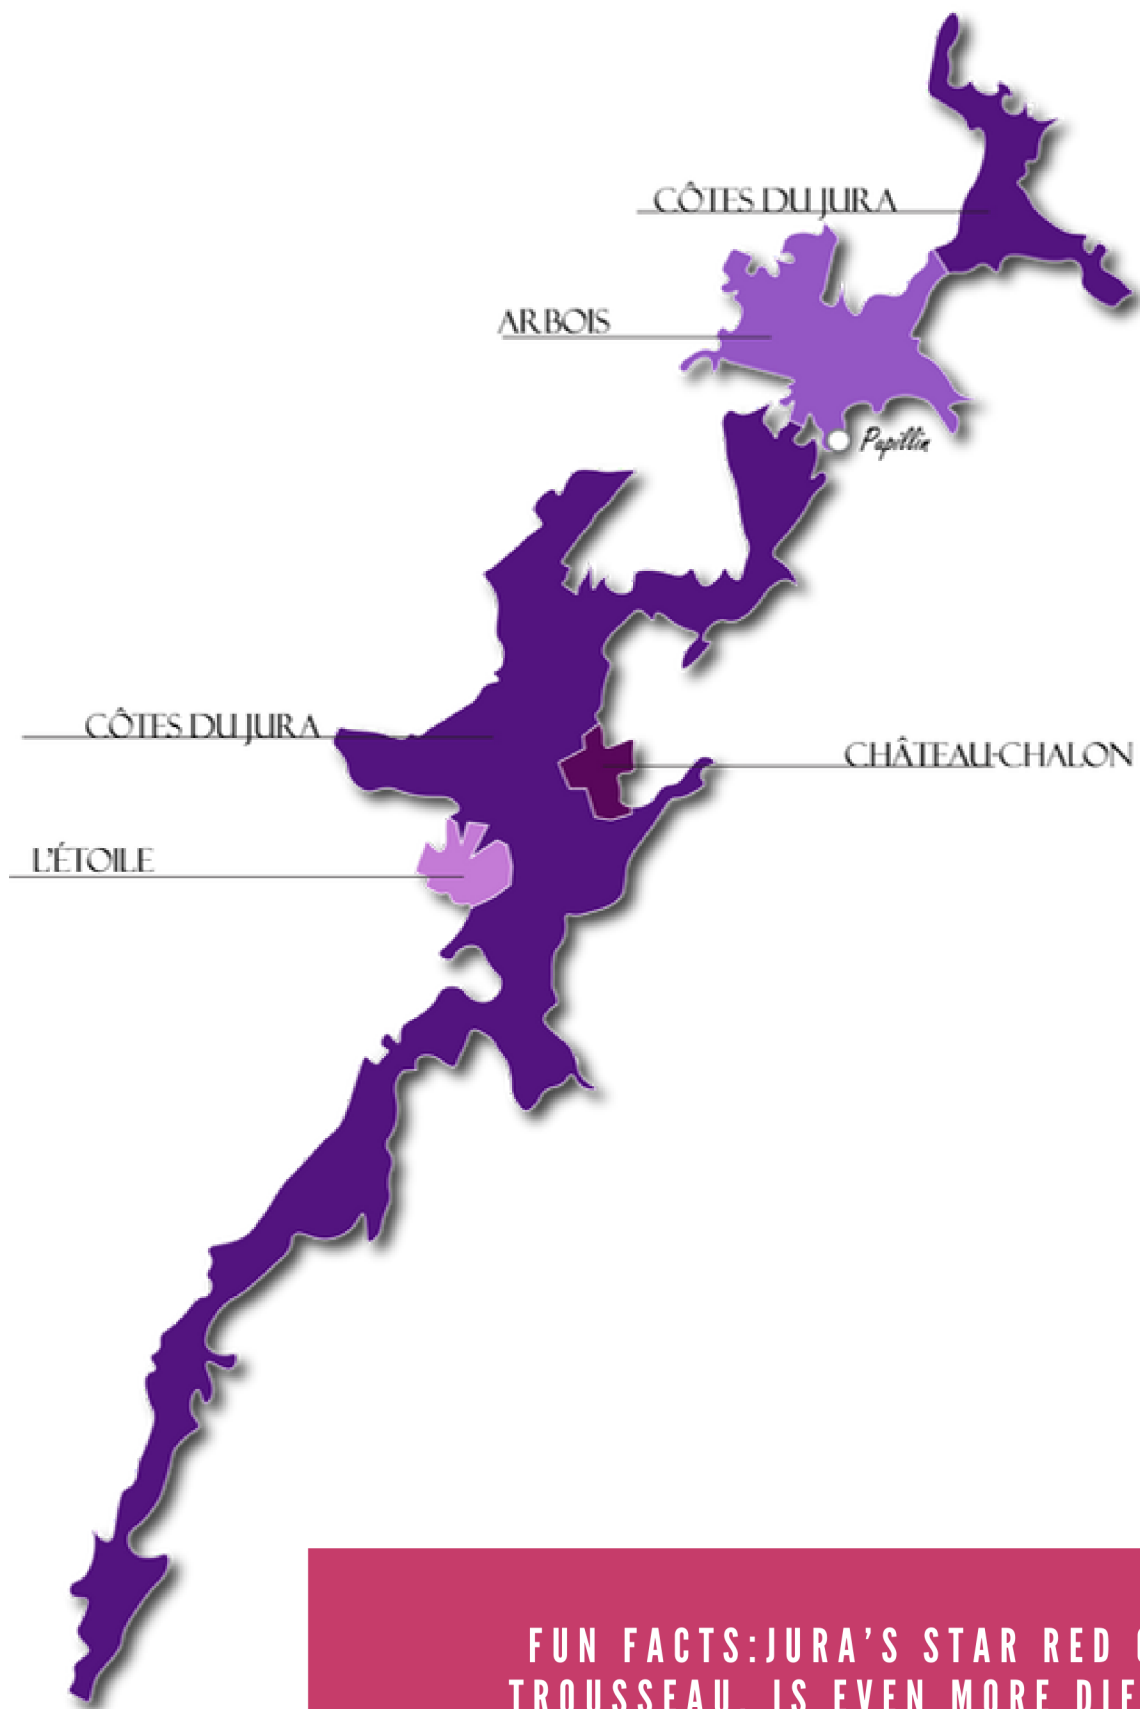 CÔTES DU JURA
ARBOIS
Pupillin
CÔTES DU JURA
CHÂTEAU-CHALON
L'ÉTOILE
FUN FACTS:JURA'S STAR RED
TROUSSEAU, IS EVEN MORE